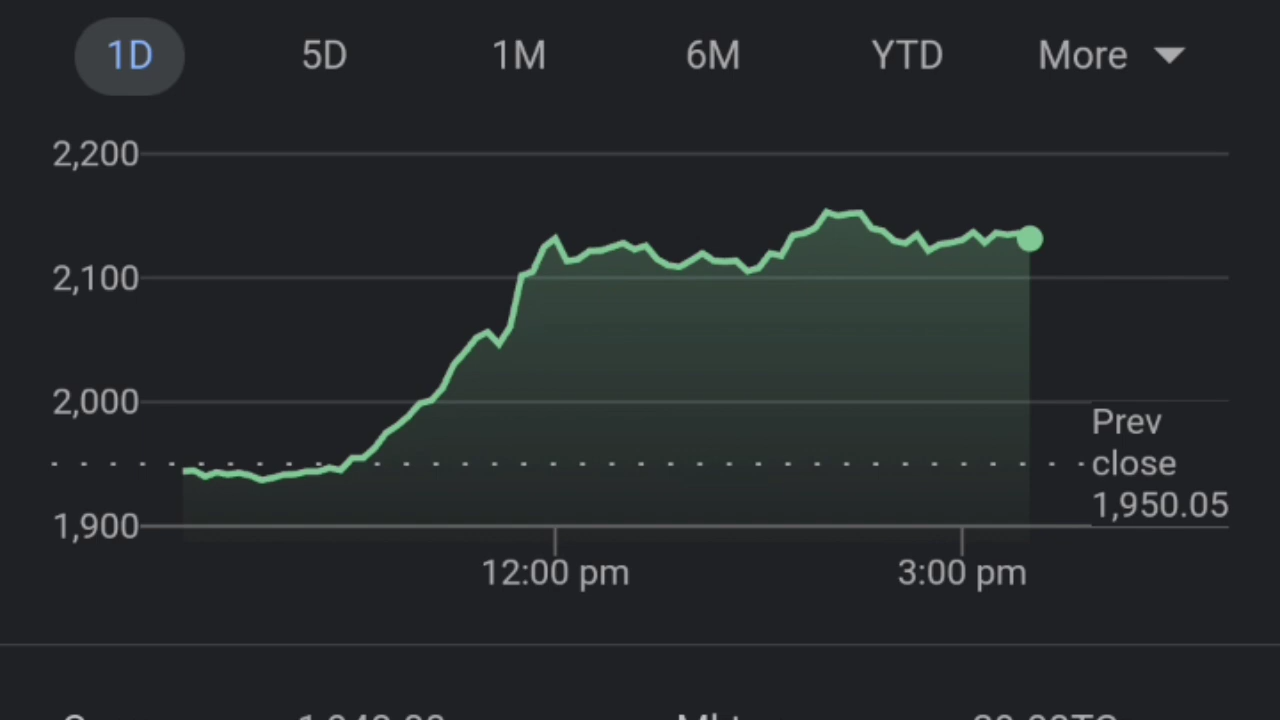 1D 5D 1M 6M YTD More
2,200
2,100
2,000
Prev
close
1,950.05
1,900
12:00 pm 3:00 pm